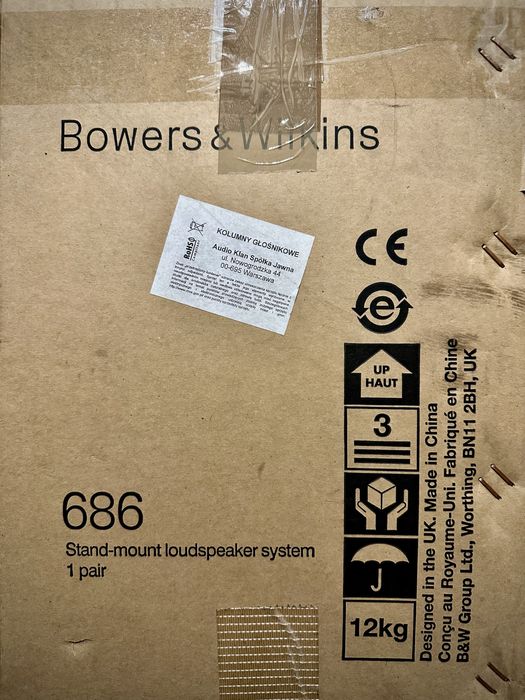 Bowers & Wilkins
RoHS
KOLUMNY GŁOŚNIKOWE
Audio Klan Spółka Jawna
ul. Nowogrodzka 44
00-695 Warszawa
CE
e
UP
HAUT
3
12kg
Designed in the UK. Made in China
Conçu au Royaume-Uni. Fabriqué en Chine
B&W Group Ltd., Worthing, BN11 2BH, UK
686
Stand-mount loudspeaker system
1 pair